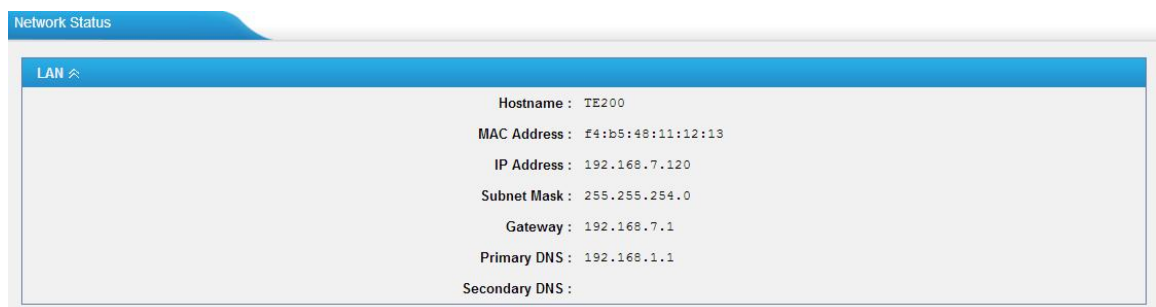 Network Status
LAN
Hostname : TE200
MAC Address : f4:b5:48:11:12:13
IP Address : 192.168.7.120
Subnet Mask : 255.255.254.0
Gateway : 192.168.7.1
Primary DNS : 192.168.1.1
Secondary DNS :